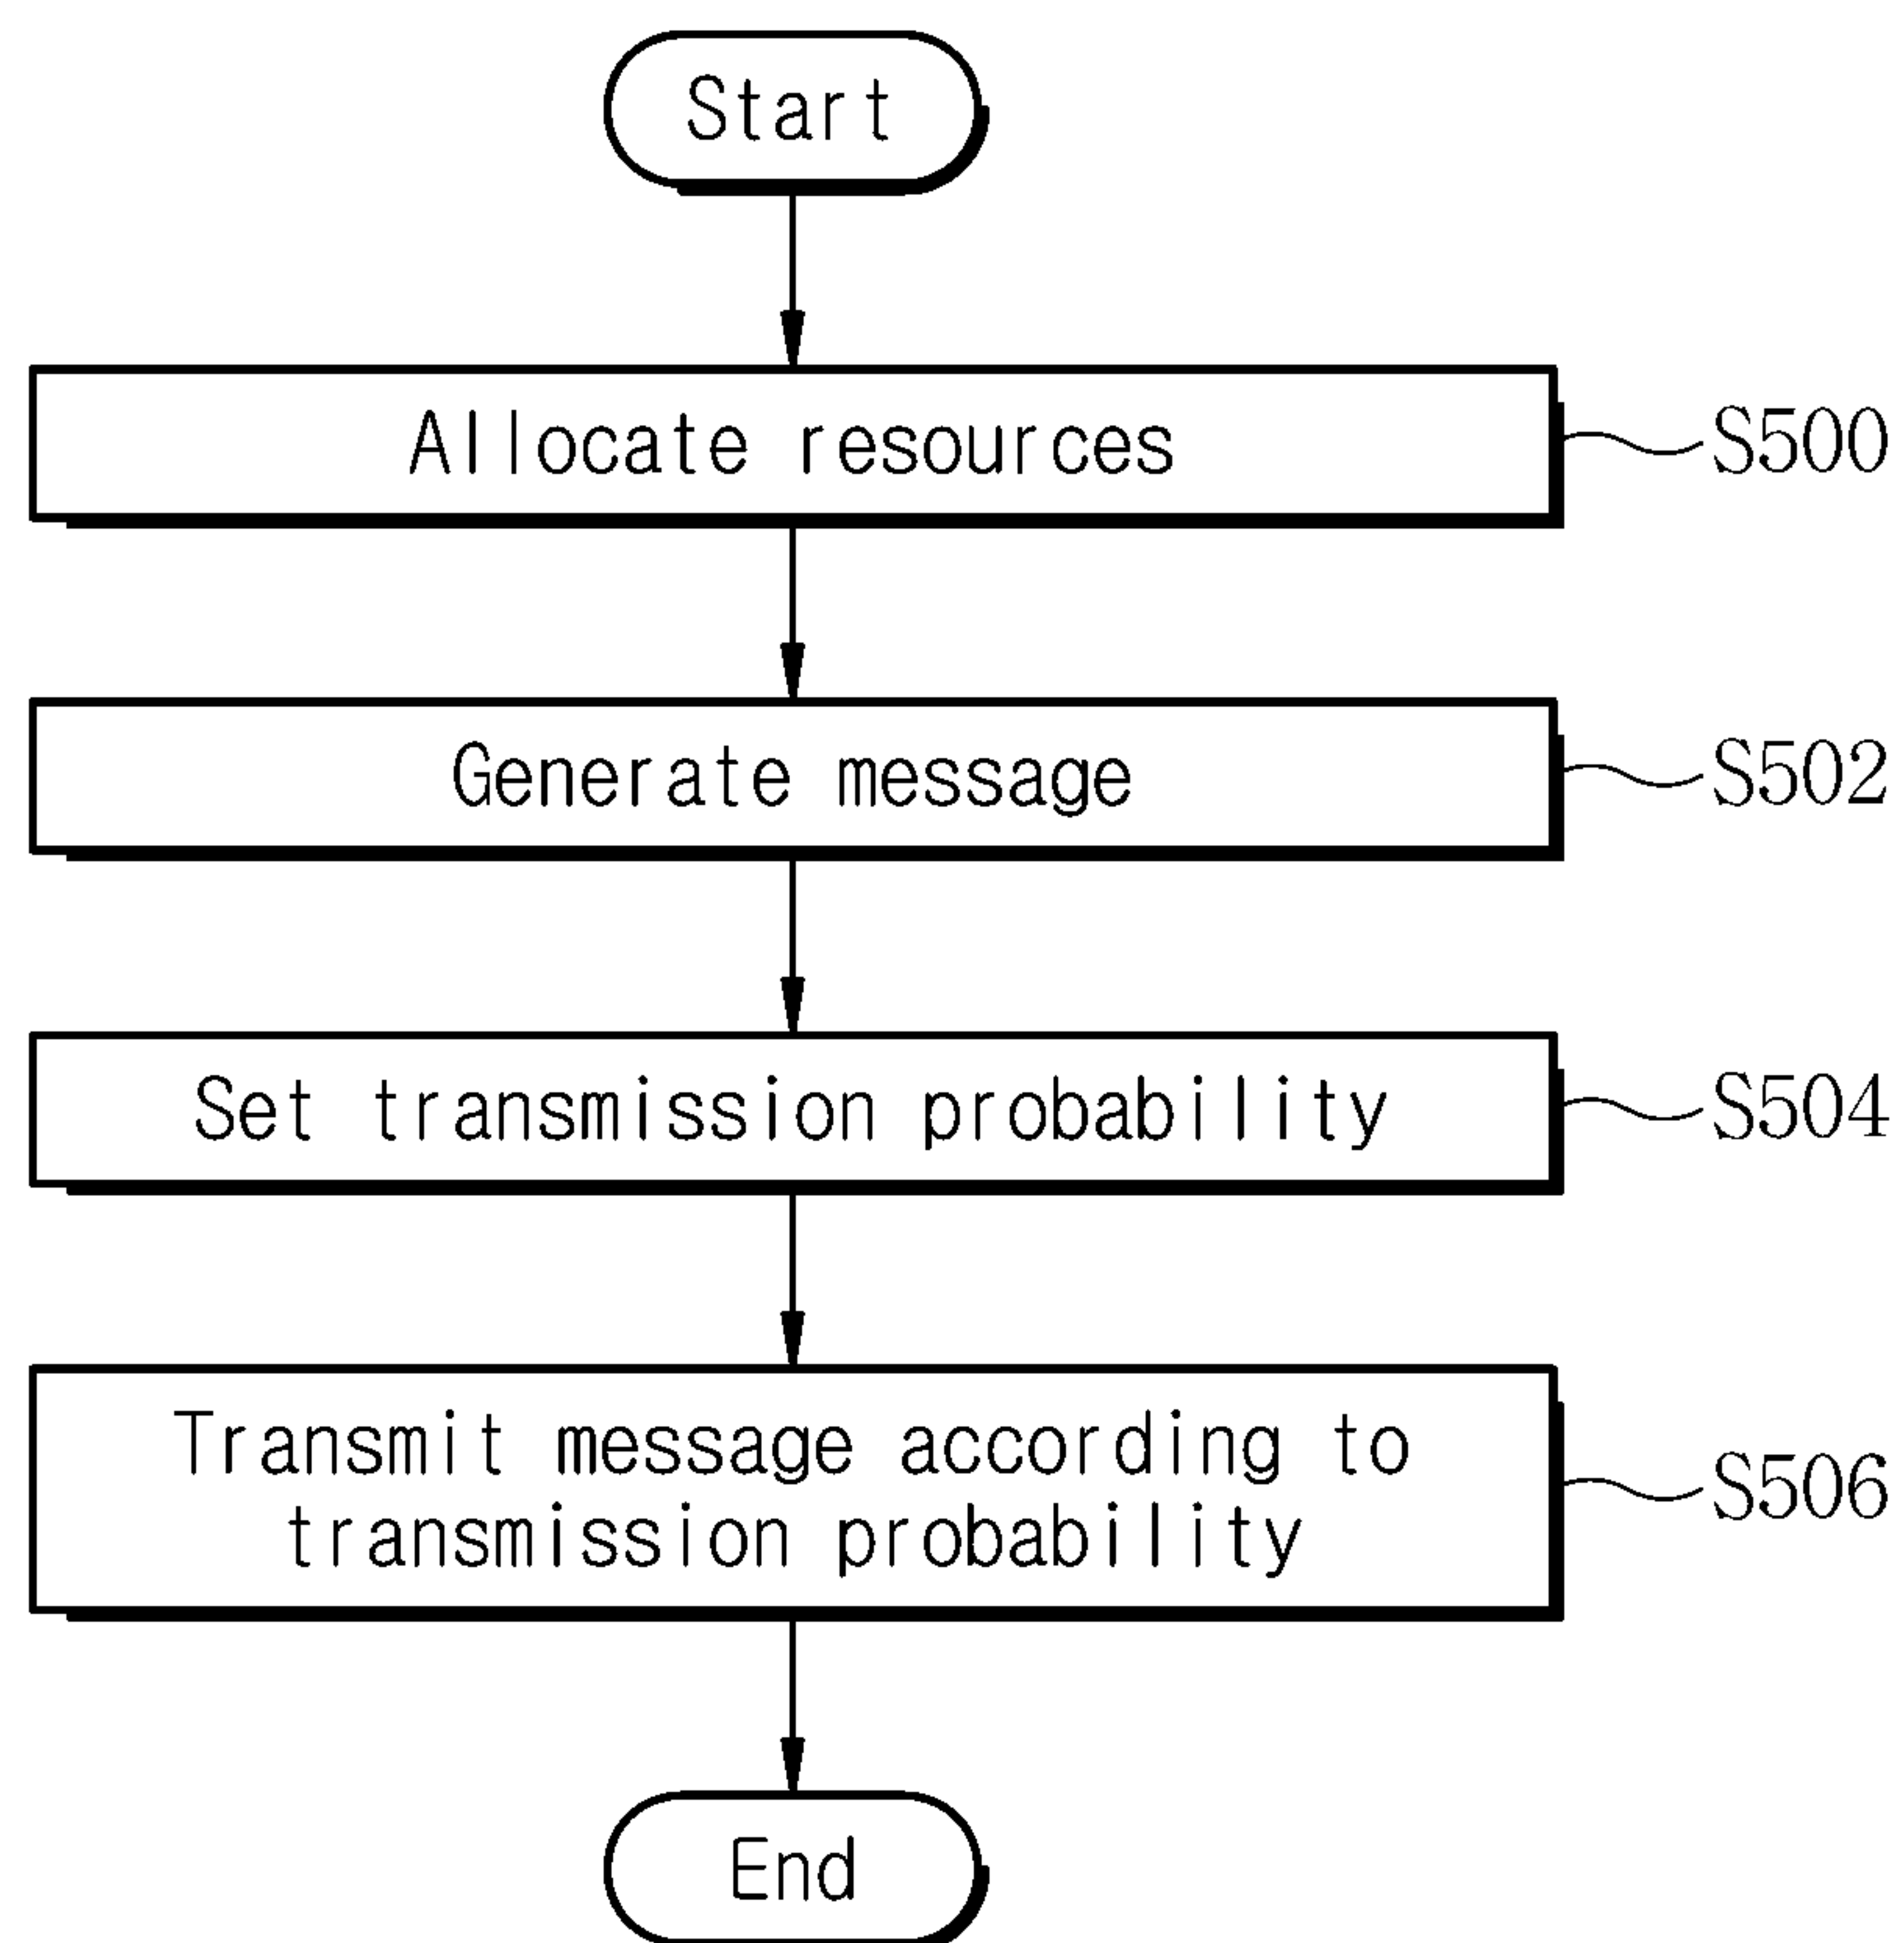 Start
Allocate resources
S500
Generate message
S502
Set transmission probability
S504
Transmit message according to
transmission probability
S506
End